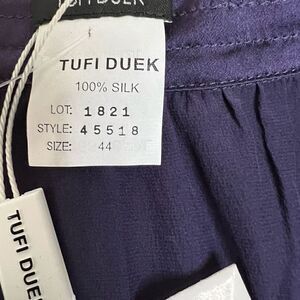 TUFI DUEK
TUFI DUEK
100% SILK
LOT: 1821
STYLE: 45518
SIZE: 44
TUFI DUEK